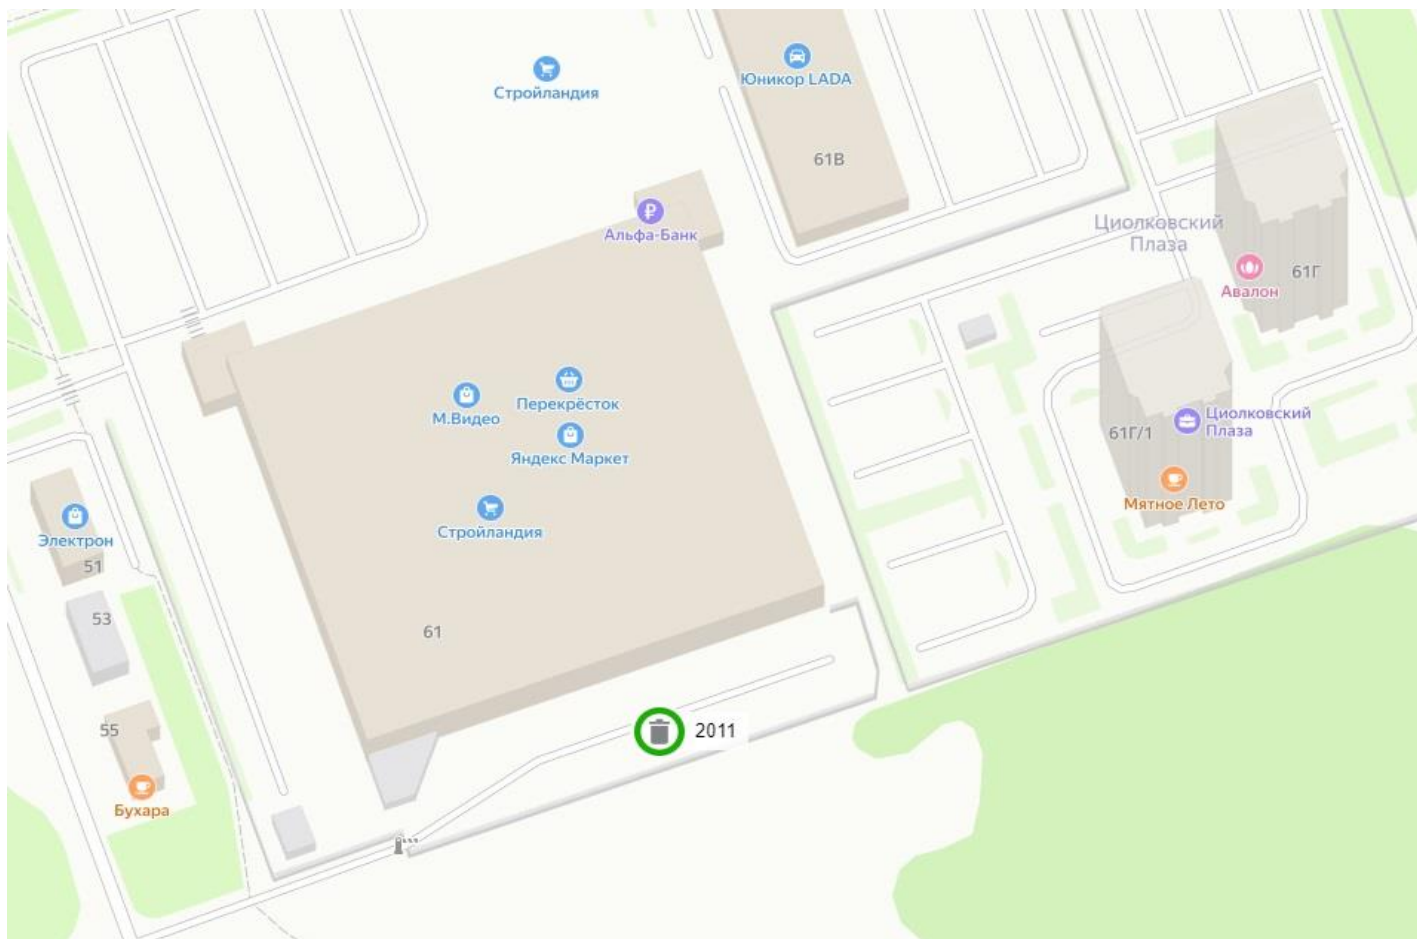 Юникор LADA
Стройландия
61В
Альфа-Банк
Циолковский
Плаза
61Г
Авалон
Перекрёсток
М.Видео
Циолковский
Плаза
61Г/1
Яндекс Маркет
Мятное Лето
Стройландия
Электрон
51
53
61
55
2011
Бухара